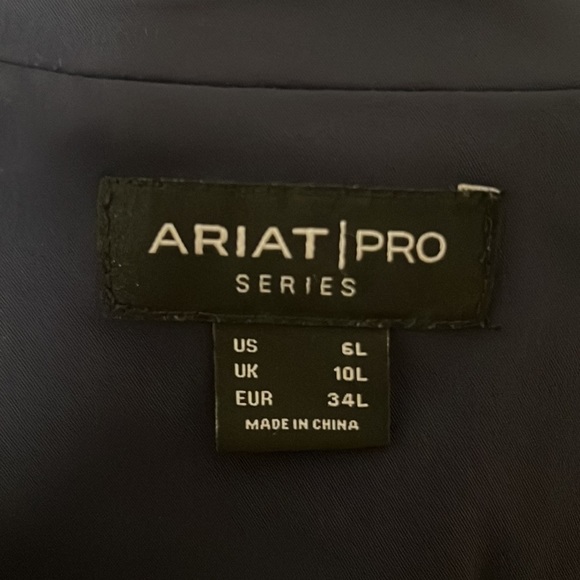 ARIAT|PRO
SERIES
US 6L
UK 10L
EUR 34L
MADE IN CHINA